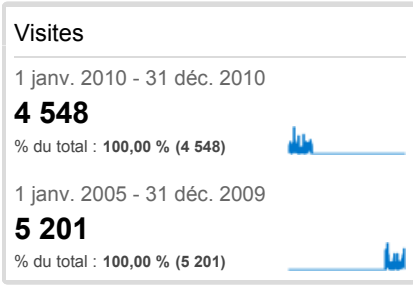 Visites
1 janv. 2010 - 31 déc. 2010
4 548
% du total : 100,00 % (4 548)
1 janv. 2005 - 31 déc. 2009
5 201
% du total : 100,00 % (5 201)